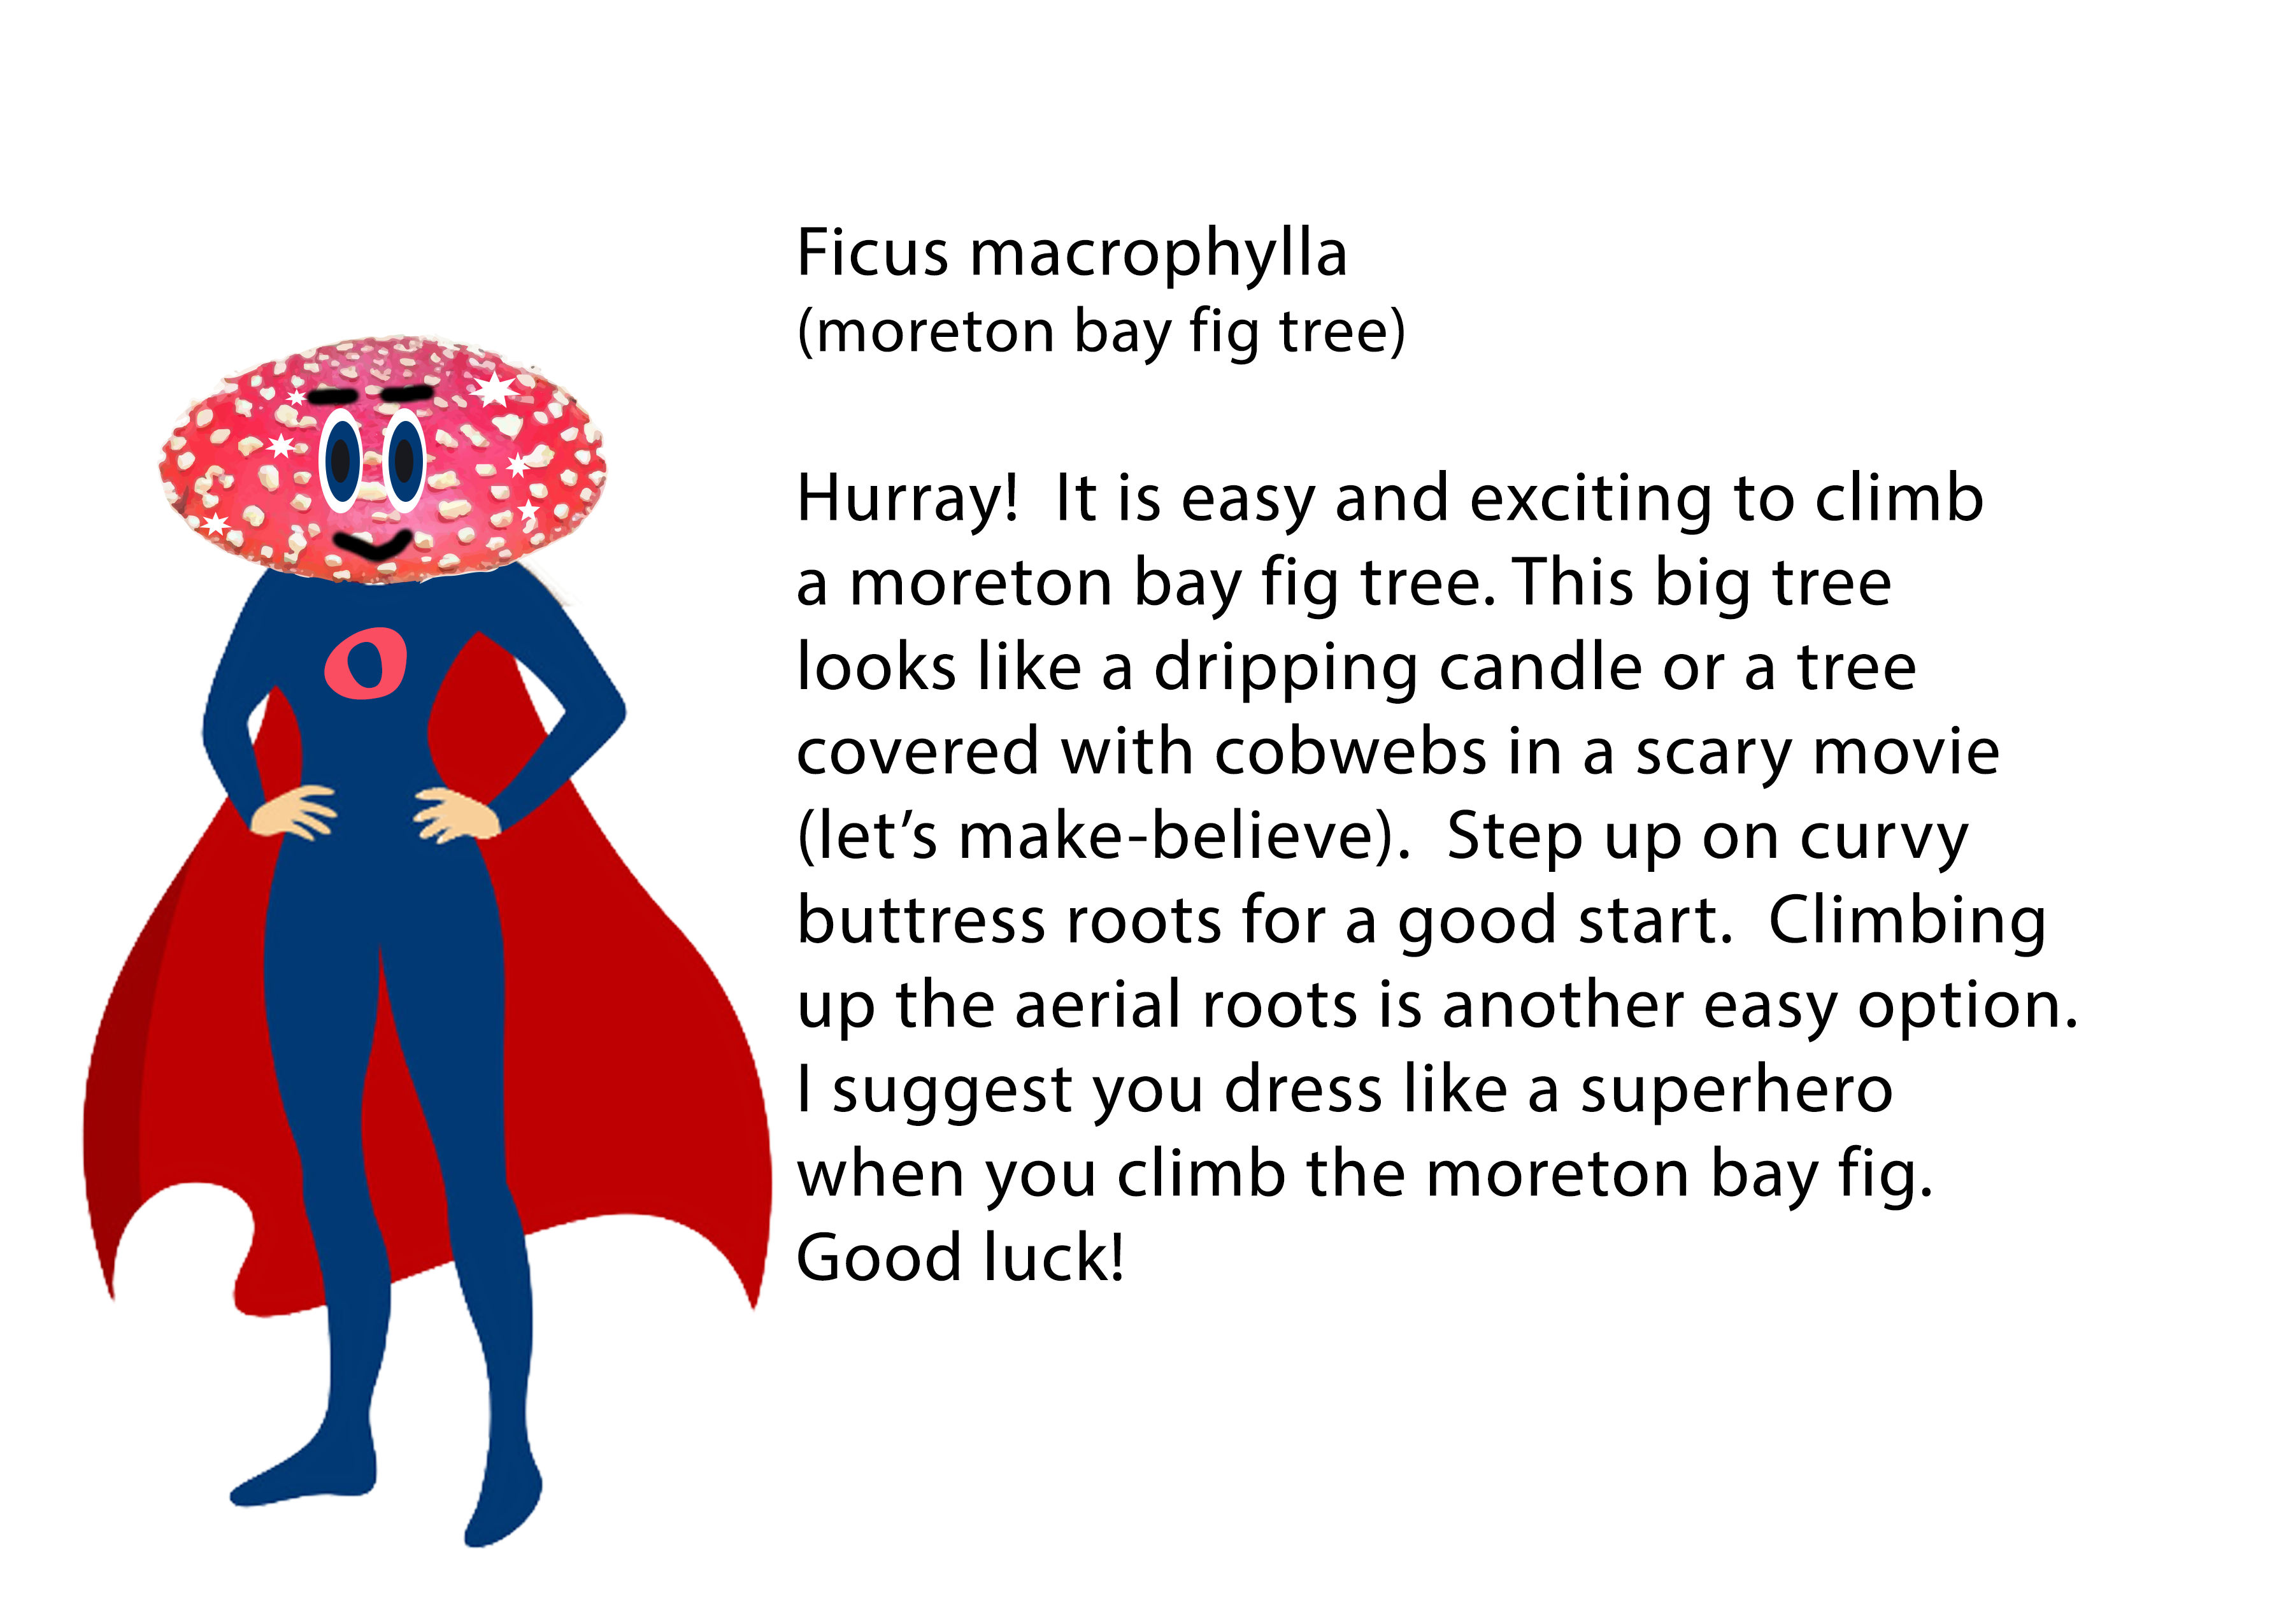 Ficus macrophylla
(moreton bay fig tree)
Hurray!  It is easy and exciting to climb
a moreton bay fig tree. This big tree
looks like a dripping candle or a tree
covered with cobwebs in a scary movie
(let’s make-believe).  Step up on curvy
buttress roots for a good start.  Climbing
up the aerial roots is another easy option.
I suggest you dress like a superhero
when you climb the moreton bay fig.
Good luck!
O